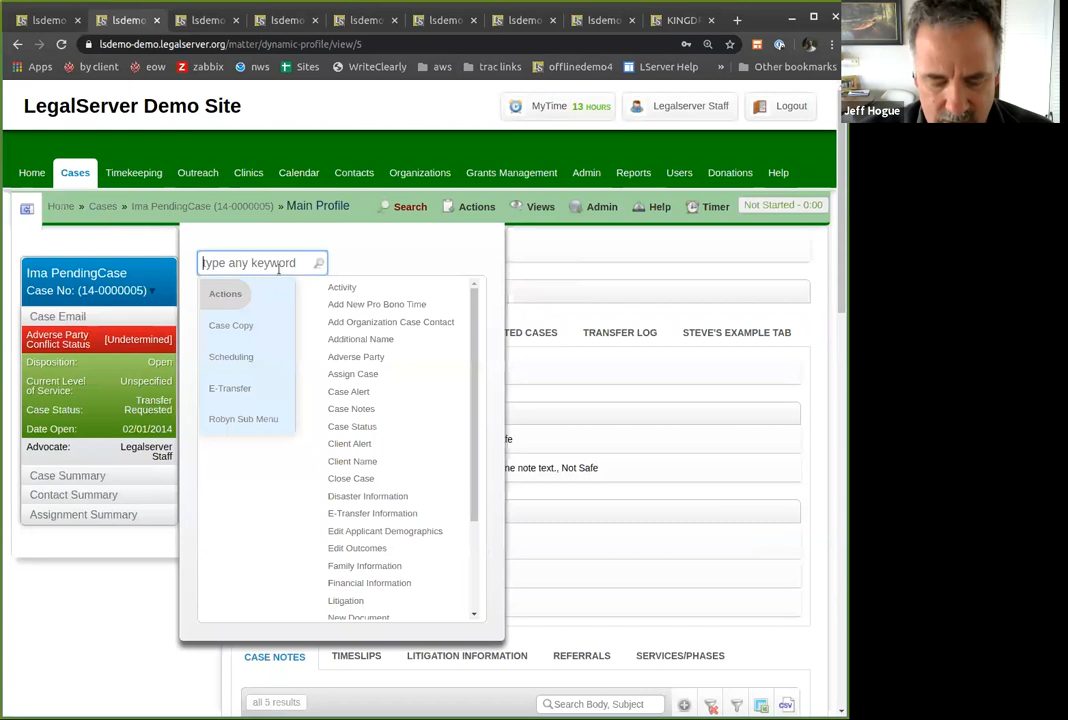 lsdemo
lsdemo
lsdemo
lsdemo
lsdemo
lsdemo
lsdemo
lsdemo
KINGD
lsdemo-demo.legalserver.org/matter/dynamic-profile/view/5
Apps
by client
eow
zabbix
nws
Sites
WriteClearly
aws
trac links
offlinedemo4
LServer Help
»
Other bookmarks
Jeff Hogue
LegalServer Demo Site
MyTime 13 HOURS
Legalserver Staff
Logout
Home
Cases
Timekeeping
Outreach
Clinics
Calendar
Contacts
Organizations
Grants Management
Admin
Reports
Users
Donations
Help
Home » Cases » Ima PendingCase (14-0000005) » Main Profile
Search
Actions
Views
Admin
Help
Timer
Not Started - 0:00
Ima PendingCase
Case No: (14-0000005)
Case Email
Adverse Party Conflict Status
[Undetermined]
Disposition: Open
Current Level of Service: Unspecified
Case Status: Transfer Requested
Date Open: 02/01/2014
Advocate: Legalserver Staff
Case Summary
Contact Summary
Assignment Summary
type any keyword
Actions
Case Copy
Scheduling
E-Transfer
Robyn Sub Menu
Activity
Add New Pro Bono Time
Add Organization Case Contact
Additional Name
Adverse Party
Assign Case
Case Alert
Case Notes
Case Status
Client Alert
Client Name
Close Case
Disaster Information
E-Transfer Information
Edit Applicant Demographics
Edit Outcomes
Family Information
Financial Information
Litigation
New Document
TED CASES
TRANSFER LOG
STEVE'S EXAMPLE TAB
fe
ne note text., Not Safe
CASE NOTES
TIMESLIPS
LITIGATION INFORMATION
REFERRALS
SERVICES/PHASES
all 5 results
Search Body, Subject
CSV